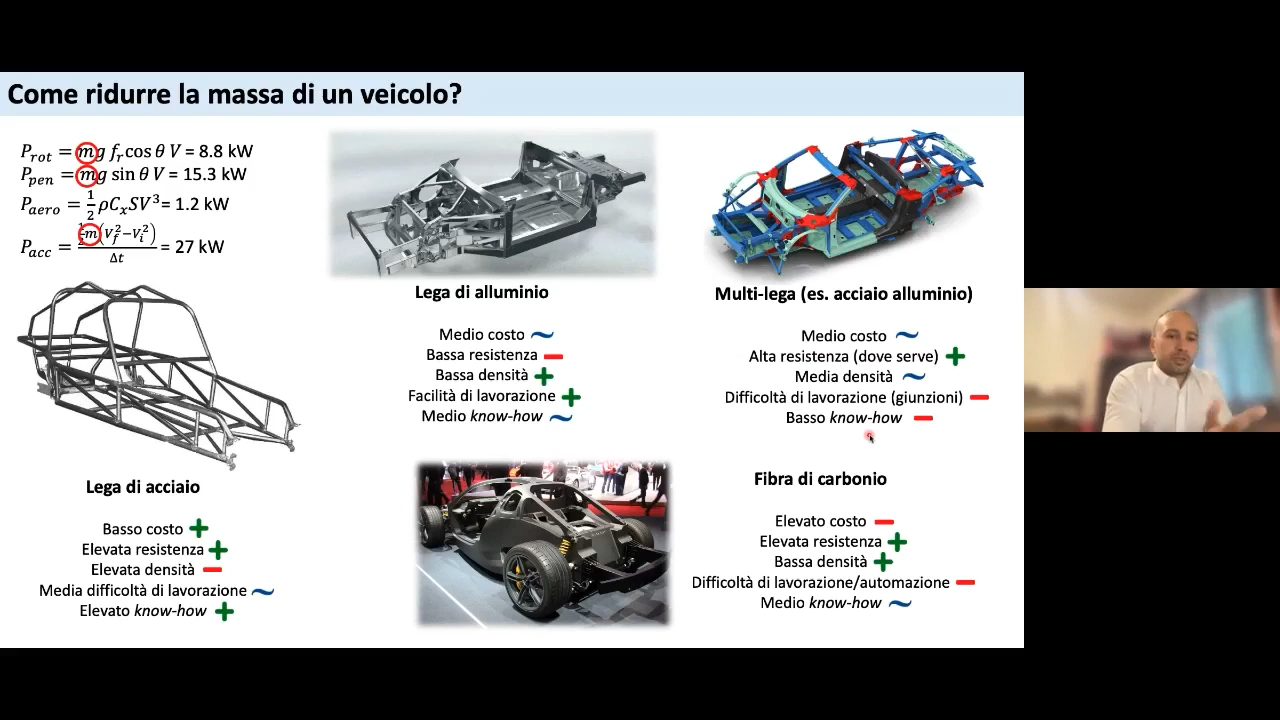 Come ridurre la massa di un veicolo?
P_rot = mg f_r cos θ V = 8.8 kW
P_pen = mg sin θ V = 15.3 kW
P_aero = 1/2 ρC_xSV³= 1.2 kW
P_acc = ½m(V_f²−V_i²)/Δt = 27 kW
Lega di alluminio
Medio costo ~
Bassa resistenza −
Bassa densità +
Facilità di lavorazione +
Medio know-how ~
Multi-lega (es. acciaio alluminio)
Medio costo ~
Alta resistenza (dove serve) +
Media densità ~
Difficoltà di lavorazione (giunzioni) −
Basso know-how −
Lega di acciaio
Basso costo +
Elevata resistenza +
Elevata densità −
Media difficoltà di lavorazione ~
Elevato know-how +
Fibra di carbonio
Elevato costo −
Elevata resistenza +
Bassa densità +
Difficoltà di lavorazione/automazione −
Medio know-how ~